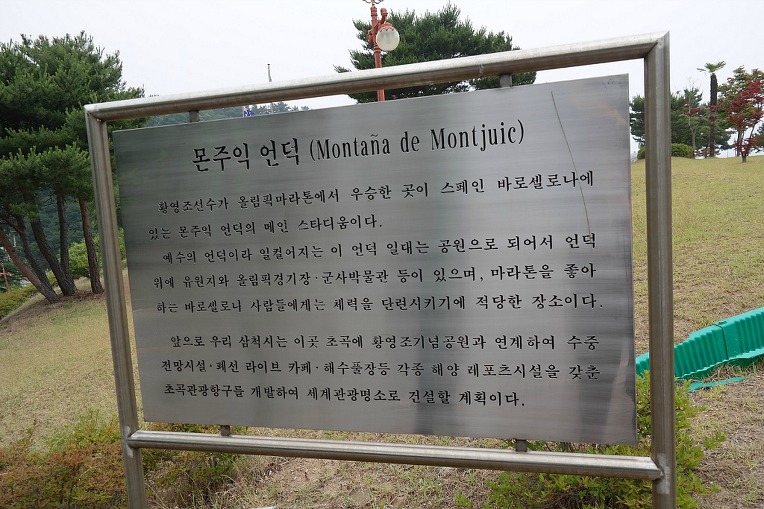 몬주익 언덕 (Montaña de Montjuic)
황영조선수가 올림픽마라톤에서 우승한 곳이 스페인 바로셀로나에
있는 몬주익 언덕의 메인 스타디움이다.
예수의 언덕이라 일컬어지는 이 언덕 일대는 공원으로 되어서 언덕
위에 유원지와 올림픽경기장·군사박물관 등이 있으며, 마라톤을 좋아
하는 바로셀로니 사람들에게는 체력을 단련시키기에 적당한 장소이다.
앞으로 우리 삼척시는 이곳 초곡에 황영조기념공원과 연계하여 수중
전망시설·패션 라이브 카페·해수풀장등 각종 해양 레포츠시설을 갖춘
초곡관광항구를 개발하여 세계관광명소로 건설할 계획이다.